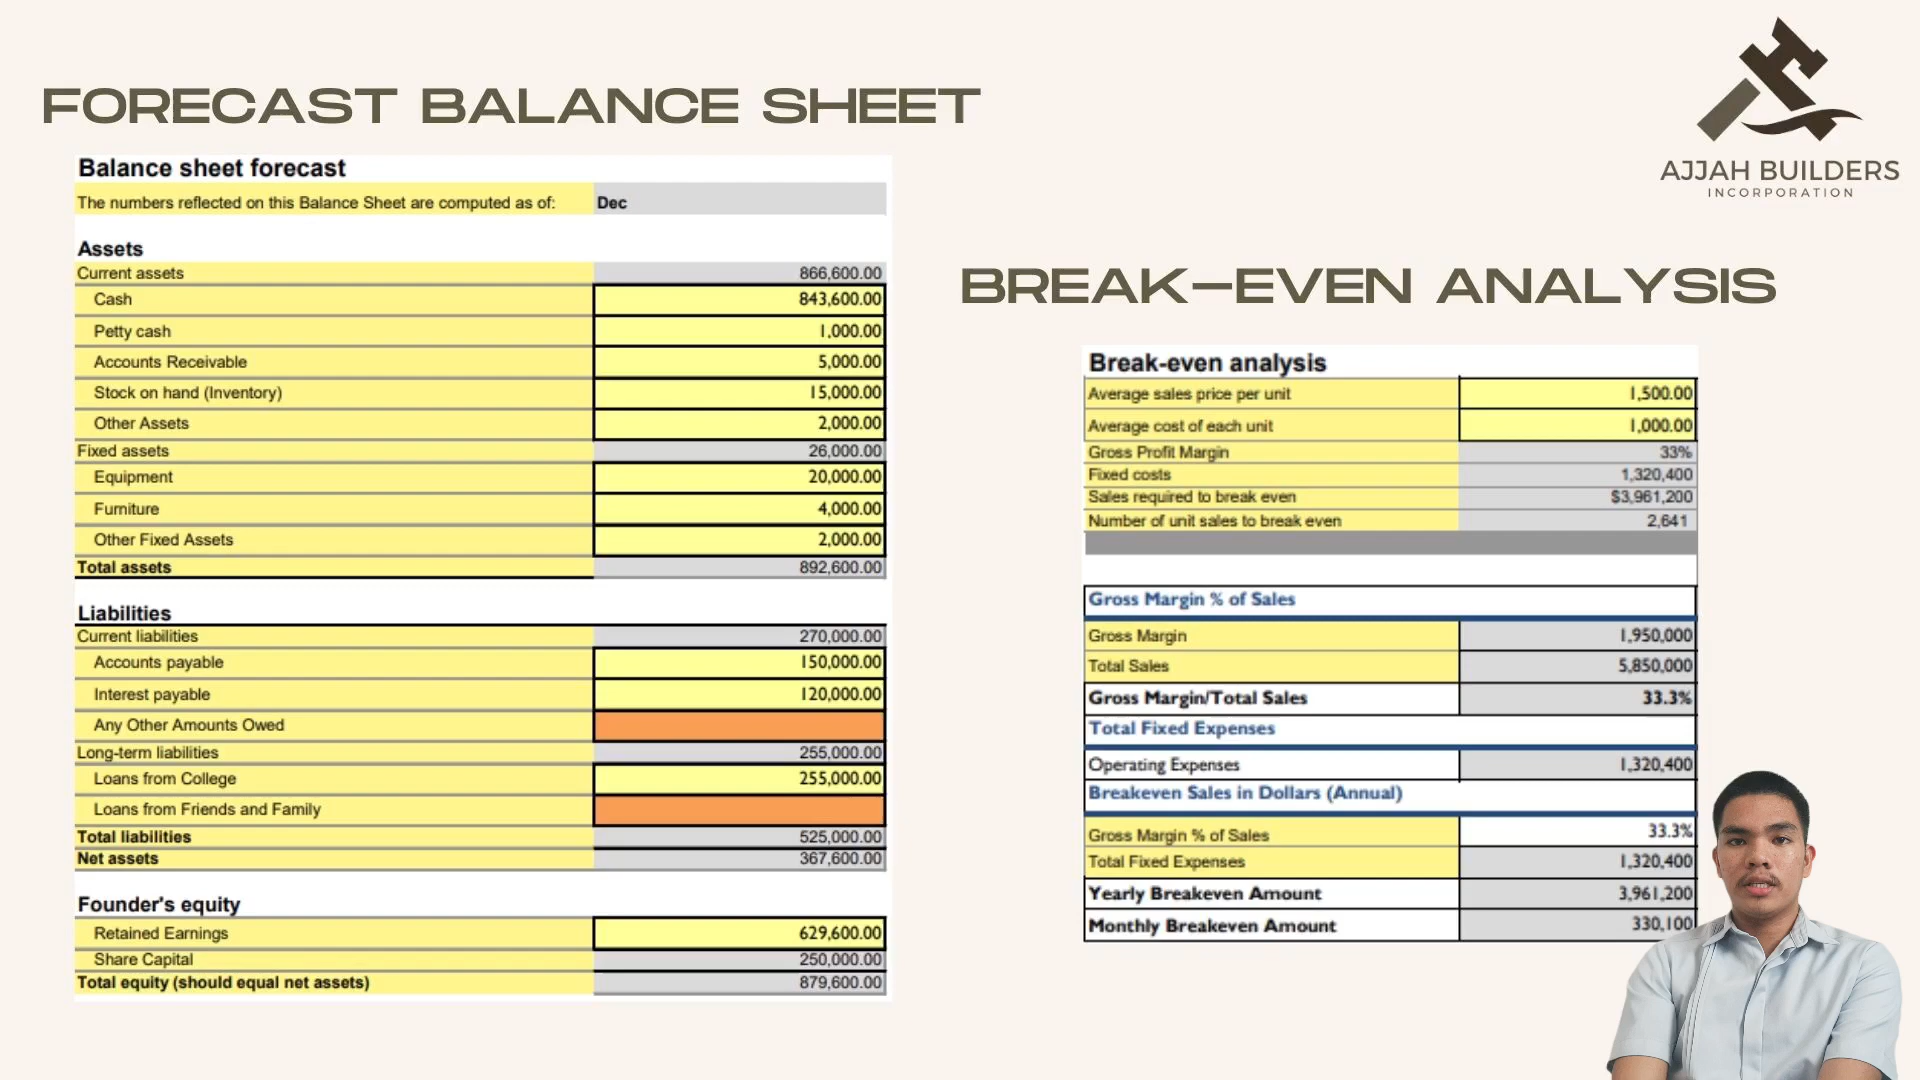 FORECAST BALANCE SHEET
Balance sheet forecast
The numbers reflected on this Balance Sheet are computed as of: Dec
Assets
Current assets 866,600.00
Cash 843,600.00
Petty cash 1,000.00
Accounts Receivable 5,000.00
Stock on hand (Inventory) 15,000.00
Other Assets 2,000.00
Fixed assets 26,000.00
Equipment 20,000.00
Furniture 4,000.00
Other Fixed Assets 2,000.00
Total assets 892,600.00
Liabilities
Current liabilities 270,000.00
Accounts payable 150,000.00
Interest payable 120,000.00
Any Other Amounts Owed
Long-term liabilities 255,000.00
Loans from College 255,000.00
Loans from Friends and Family
Total liabilities 525,000.00
Net assets 367,600.00
Founder's equity
Retained Earnings 629,600.00
Share Capital 250,000.00
Total equity (should equal net assets) 879,600.00
AJJAH BUILDERS
INCORPORATION
BREAK-EVEN ANALYSIS
Break-even analysis
Average sales price per unit 1,500.00
Average cost of each unit 1,000.00
Gross Profit Margin 33%
Fixed costs 1,320,400
Sales required to break even $3,961,200
Number of unit sales to break even 2,641
Gross Margin % of Sales
Gross Margin 1,950,000
Total Sales 5,850,000
Gross Margin/Total Sales 33.3%
Total Fixed Expenses
Operating Expenses 1,320,400
Breakeven Sales in Dollars (Annual)
Gross Margin % of Sales 33.3%
Total Fixed Expenses 1,320,400
Yearly Breakeven Amount 3,961,200
Monthly Breakeven Amount 330,100